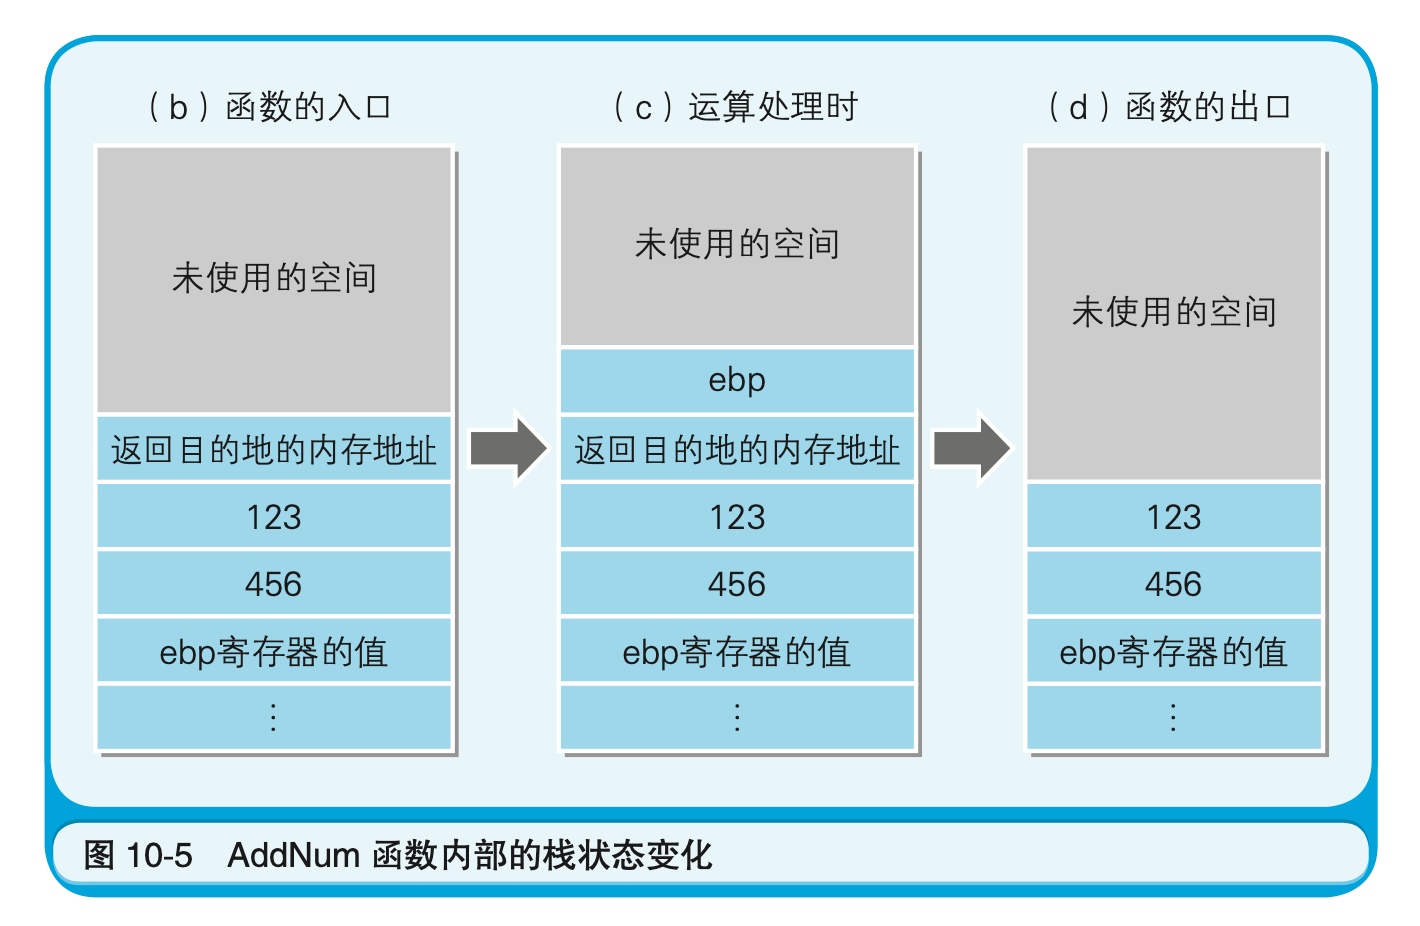 （b）函数的入口
未使用的空间
返回目的地的内存地址
123
456
ebp寄存器的值
⋮
（c）运算处理时
未使用的空间
ebp
返回目的地的内存地址
123
456
ebp寄存器的值
⋮
（d）函数的出口
未使用的空间
123
456
ebp寄存器的值
⋮
图 10-5 AddNum 函数内部的栈状态变化